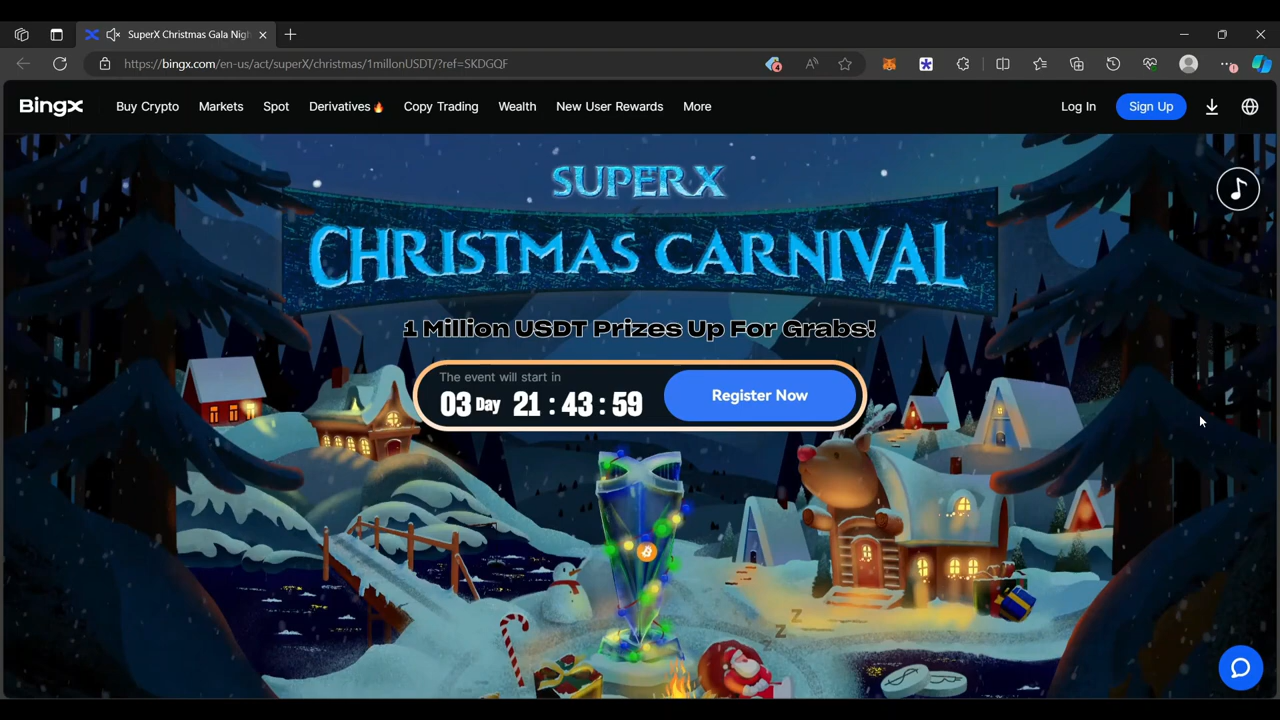 SuperX Christmas Gala Nigh
https://bingx.com/en-us/act/superX/christmas/1millonUSDT/?ref=SKDGQF
4
BingX Buy Crypto Markets Spot Derivatives Copy Trading Wealth New User Rewards More Log In Sign Up
SUPERX
CHRISTMAS CARNIVAL
1 Million USDT Prizes Up For Grabs!
The event will start in
03 Day 21 : 43 : 59
Register Now
Z
Z